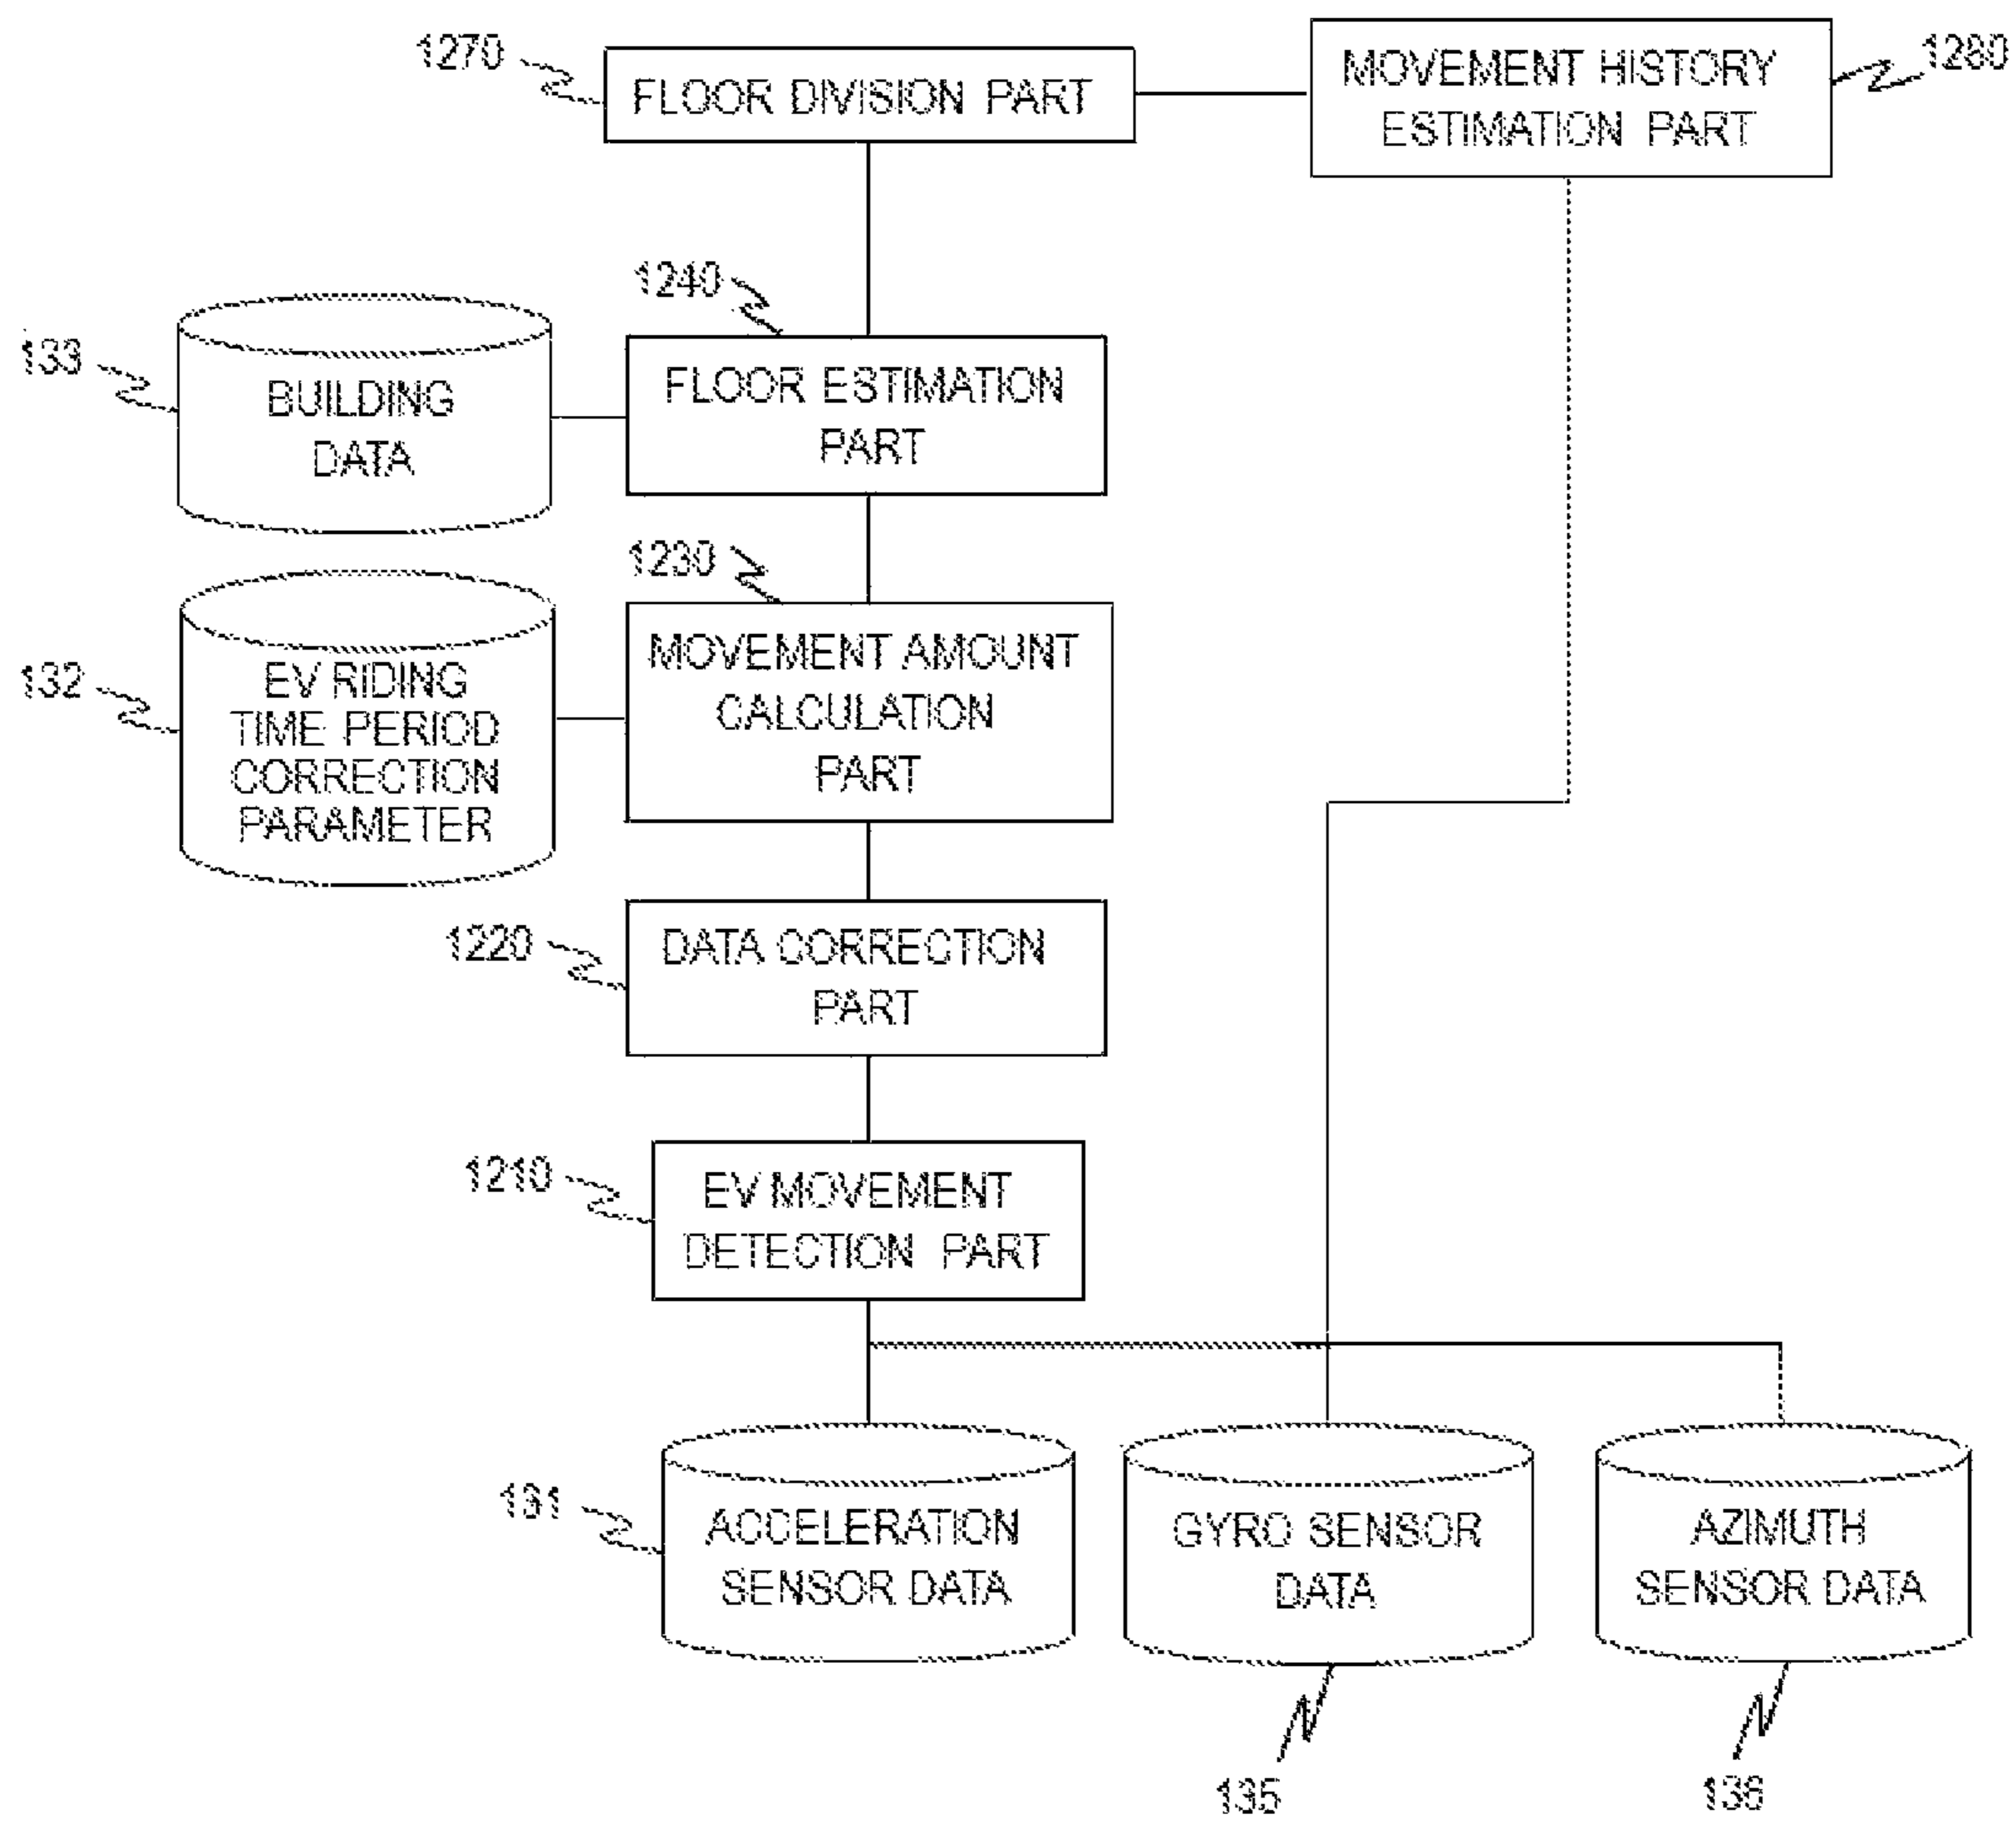 1270
FLOOR DIVISION PART
MOVEMENT HISTORY
ESTIMATION PART
1280
1240
133
BUILDING
DATA
FLOOR ESTIMATION
PART
1230
132
EV RIDING
TIME PERIOD
CORRECTION
PARAMETER
MOVEMENT AMOUNT
CALCULATION
PART
1220
DATA CORRECTION
PART
1210
EV MOVEMENT
DETECTION PART
131
ACCELERATION
SENSOR DATA
GYRO SENSOR
DATA
AZIMUTH
SENSOR DATA
135
136